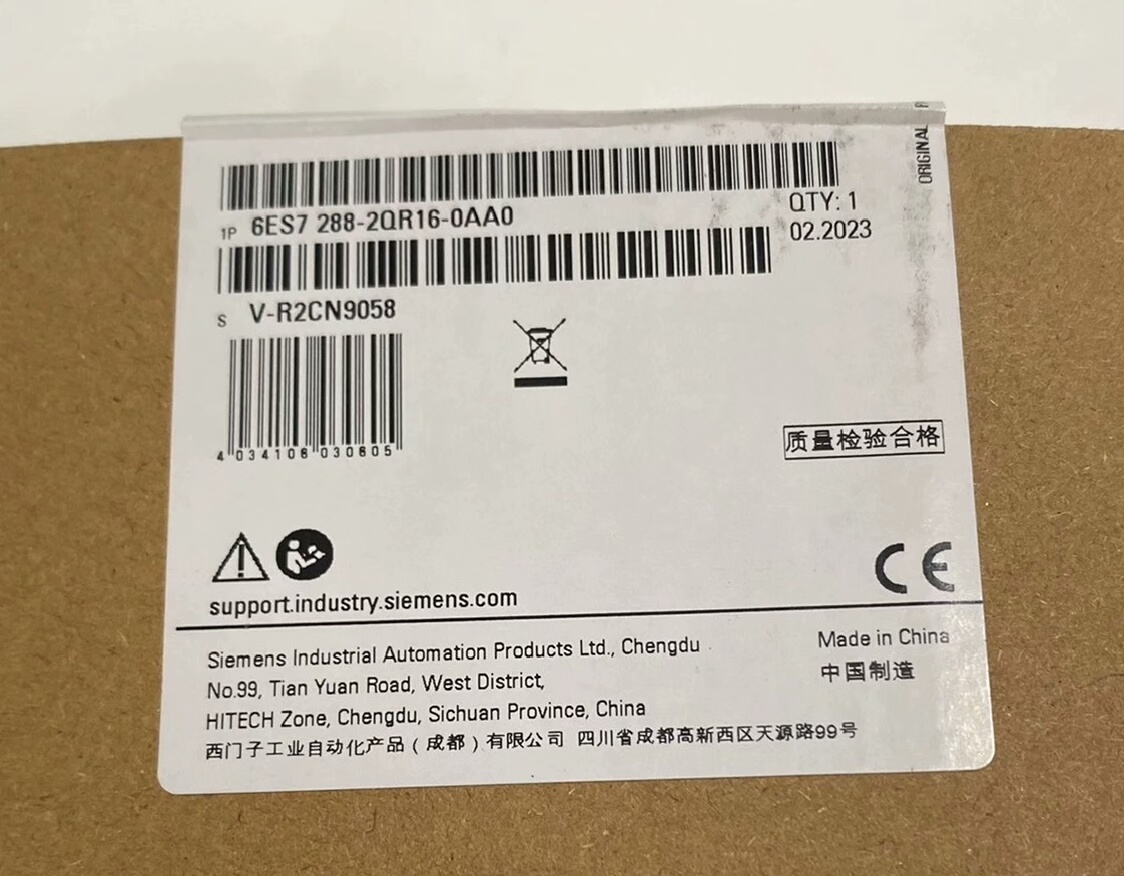 ORIGINAL
1P 6ES7 288-2QR16-0AA0
QTY: 1
02.2023
S V-R2CN9058
4 034106 030605
质量检验合格
CE
support.industry.siemens.com
Siemens Industrial Automation Products Ltd., Chengdu
No.99, Tian Yuan Road, West District,
HITECH Zone, Chengdu, Sichuan Province, China
西门子工业自动化产品（成都）有限公司 四川省成都高新西区天源路99号
Made in China
中国制造